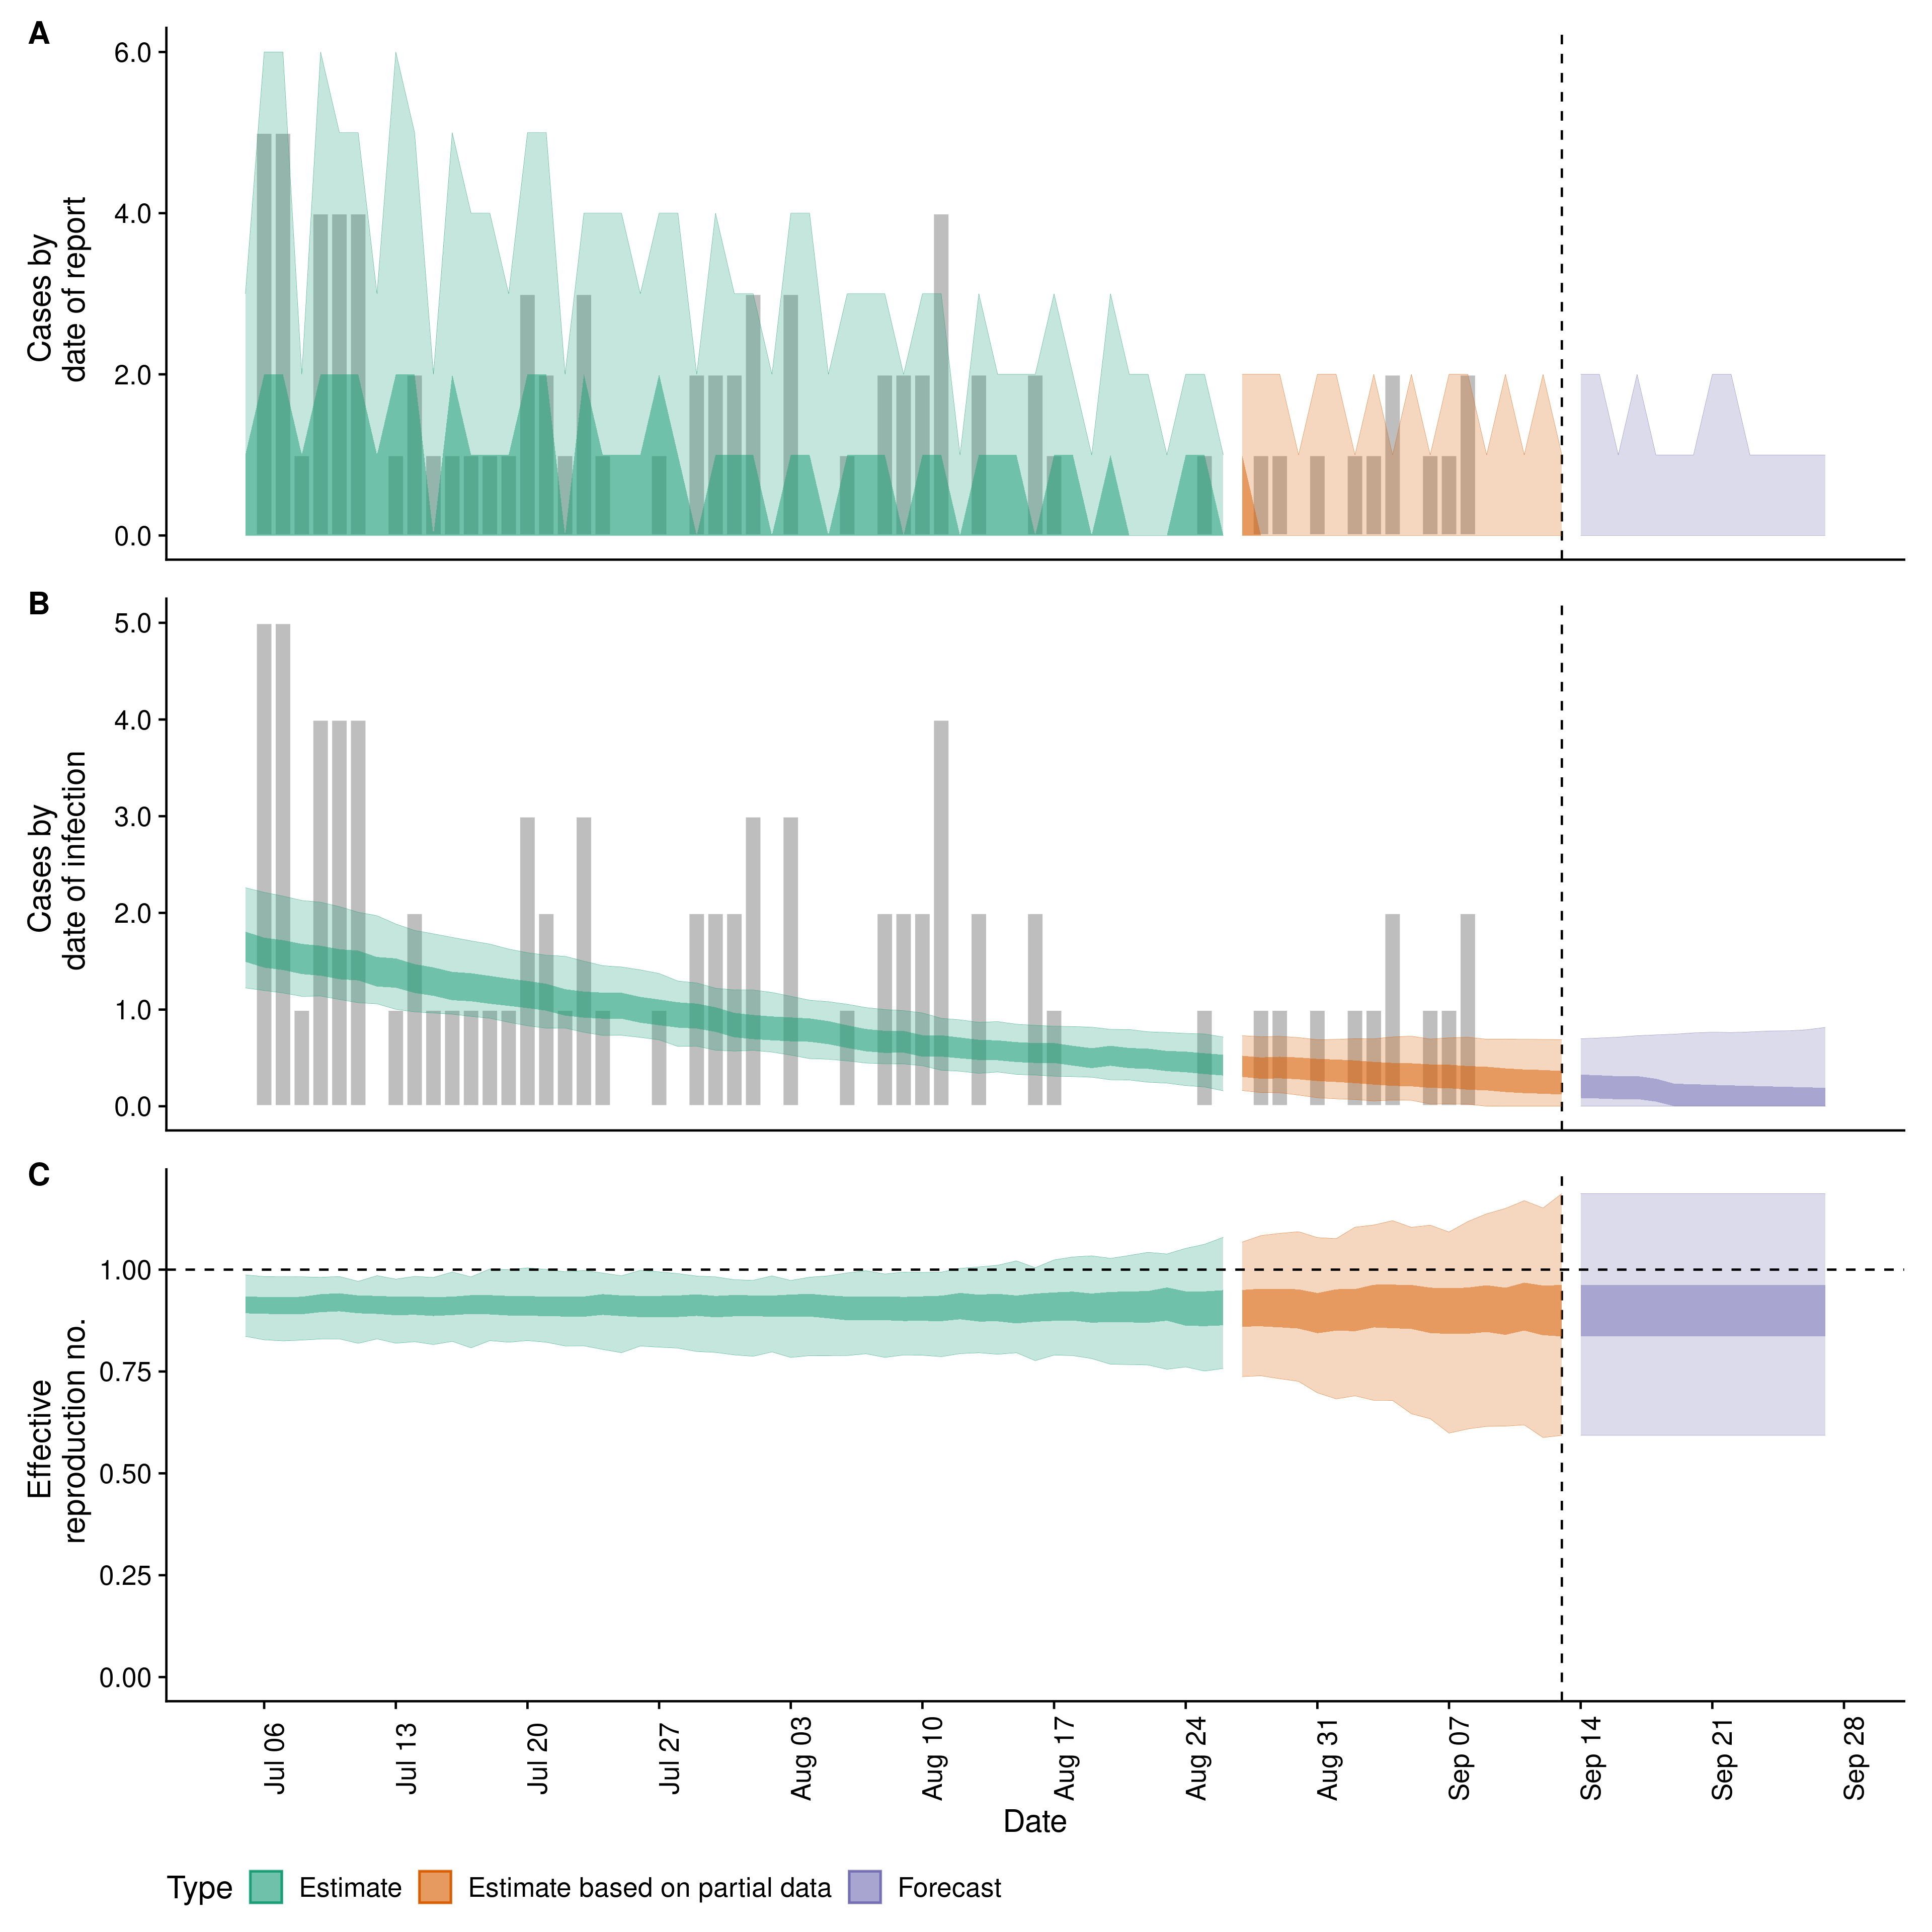 A
Cases by
date of report
6.0
4.0
2.0
0.0
B
Cases by
date of infection
5.0
4.0
3.0
2.0
1.0
0.0
C
Effective
reproduction no.
1.00
0.75
0.50
0.25
0.00
Jul 06
Jul 13
Jul 20
Jul 27
Aug 03
Aug 10
Aug 17
Aug 24
Aug 31
Sep 07
Sep 14
Sep 21
Sep 28
Date
Type Estimate Estimate based on partial data Forecast